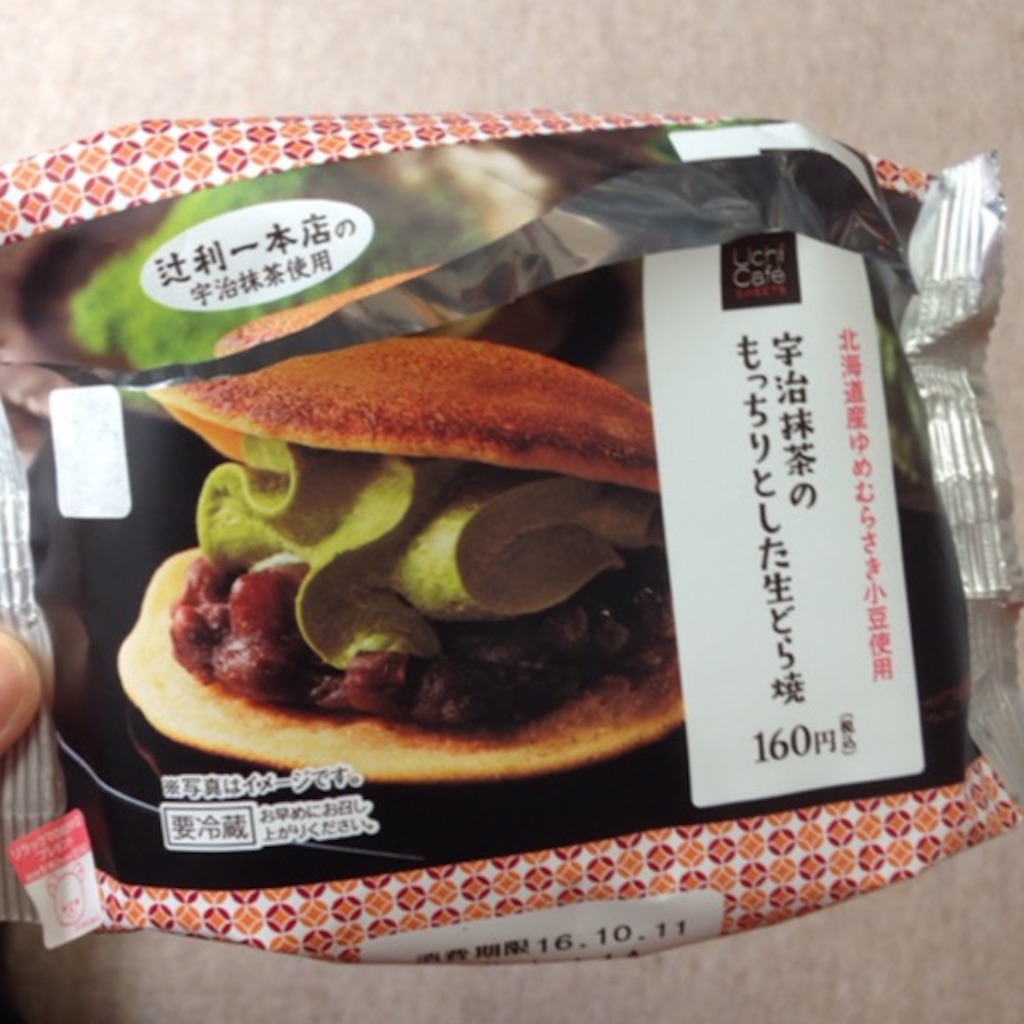 辻利一本店の
宇治抹茶使用
Uchi
Café
SWEETS
北海道産ゆめむらさき小豆使用
宇治抹茶の
もっちりとした生どら焼
160円(税込)
※写真はイメージです。
要冷蔵
お早めにお召し
上がりください。
消費期限16.10.11